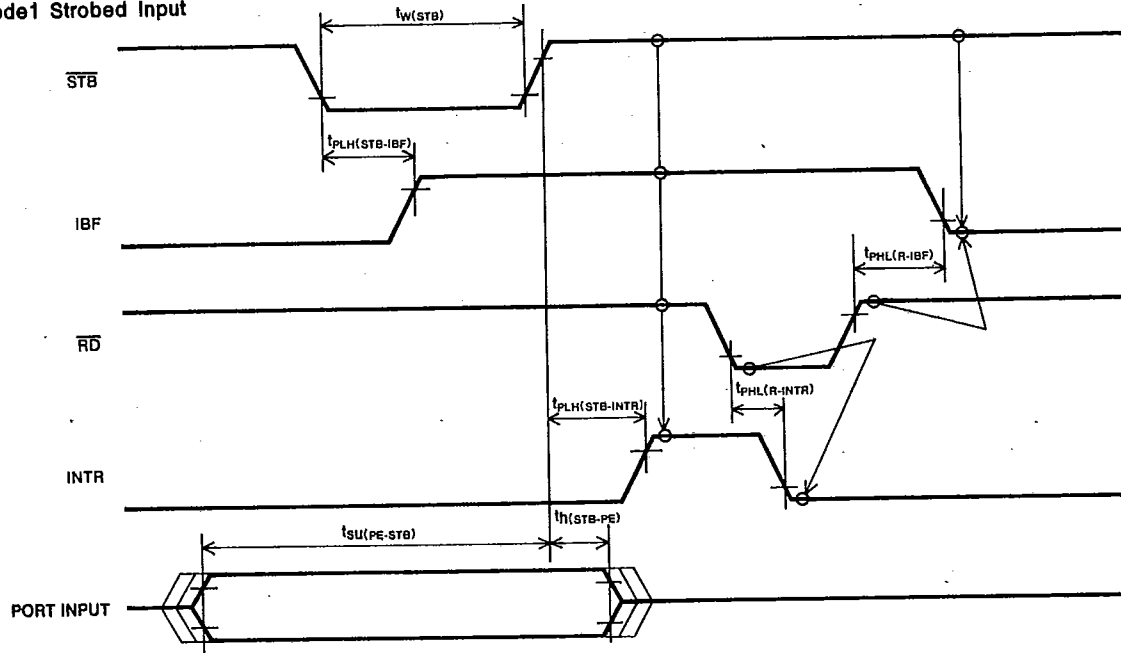 ode1 Strobed Input
tW(STB)
STB
tPLH(STB-IBF)
IBF
tPHL(R-IBF)
RD
tPHL(R-INTR)
tPLH(STB-INTR)
INTR
th(STB-PE)
tSU(PE-STB)
PORT INPUT